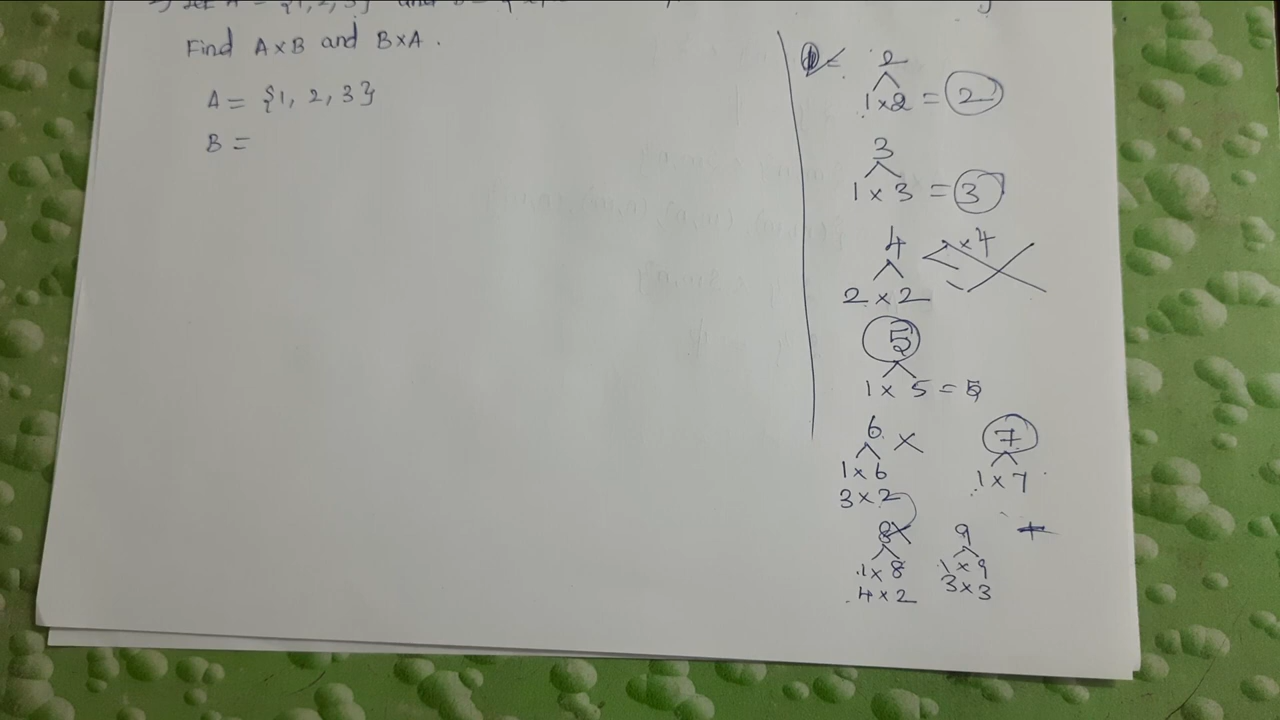 Find A×B and B×A.
A = {1, 2, 3}
B =
2
1×2 = 2
3
1 × 3 = 3
4
×4
2 × 2
5
1 × 5 = 5
6 ×
1×6
3×2
7
1×7
8×
1×8
4×2
9
1×9
3×3